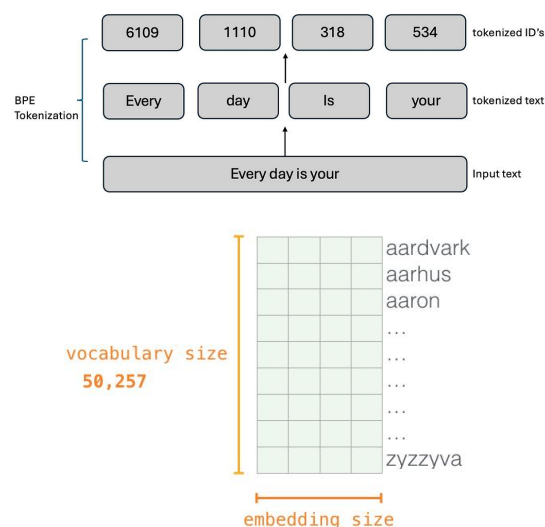 6109 1110 318 534 tokenized ID's
BPE
Tokenization
Every day Is your tokenized text
Every day is your Input text
aardvark
aarhus
aaron
...
...
...
...
...
zyzzyva
vocabulary size
50,257
embedding size